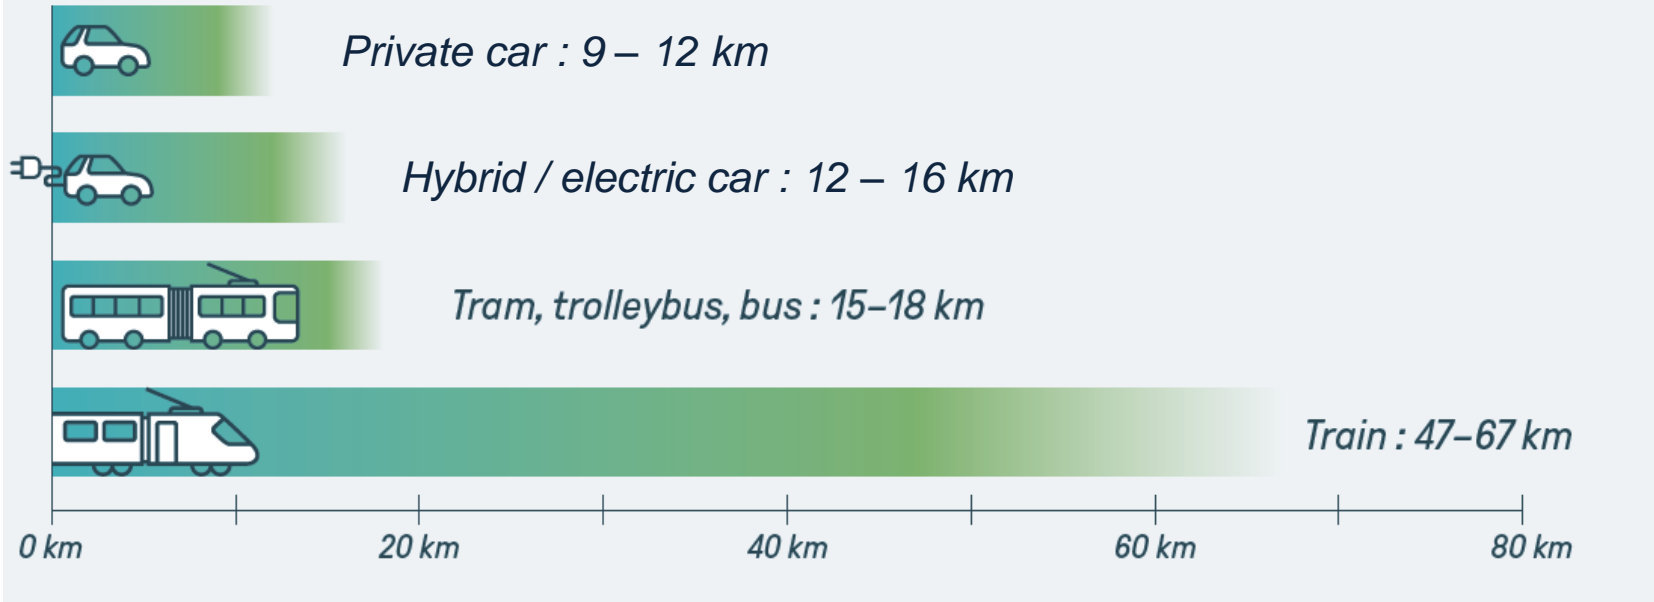 Private car : 9 – 12 km
Hybrid / electric car : 12 – 16 km
Tram, trolleybus, bus : 15–18 km
Train : 47–67 km
0 km 20 km 40 km 60 km 80 km